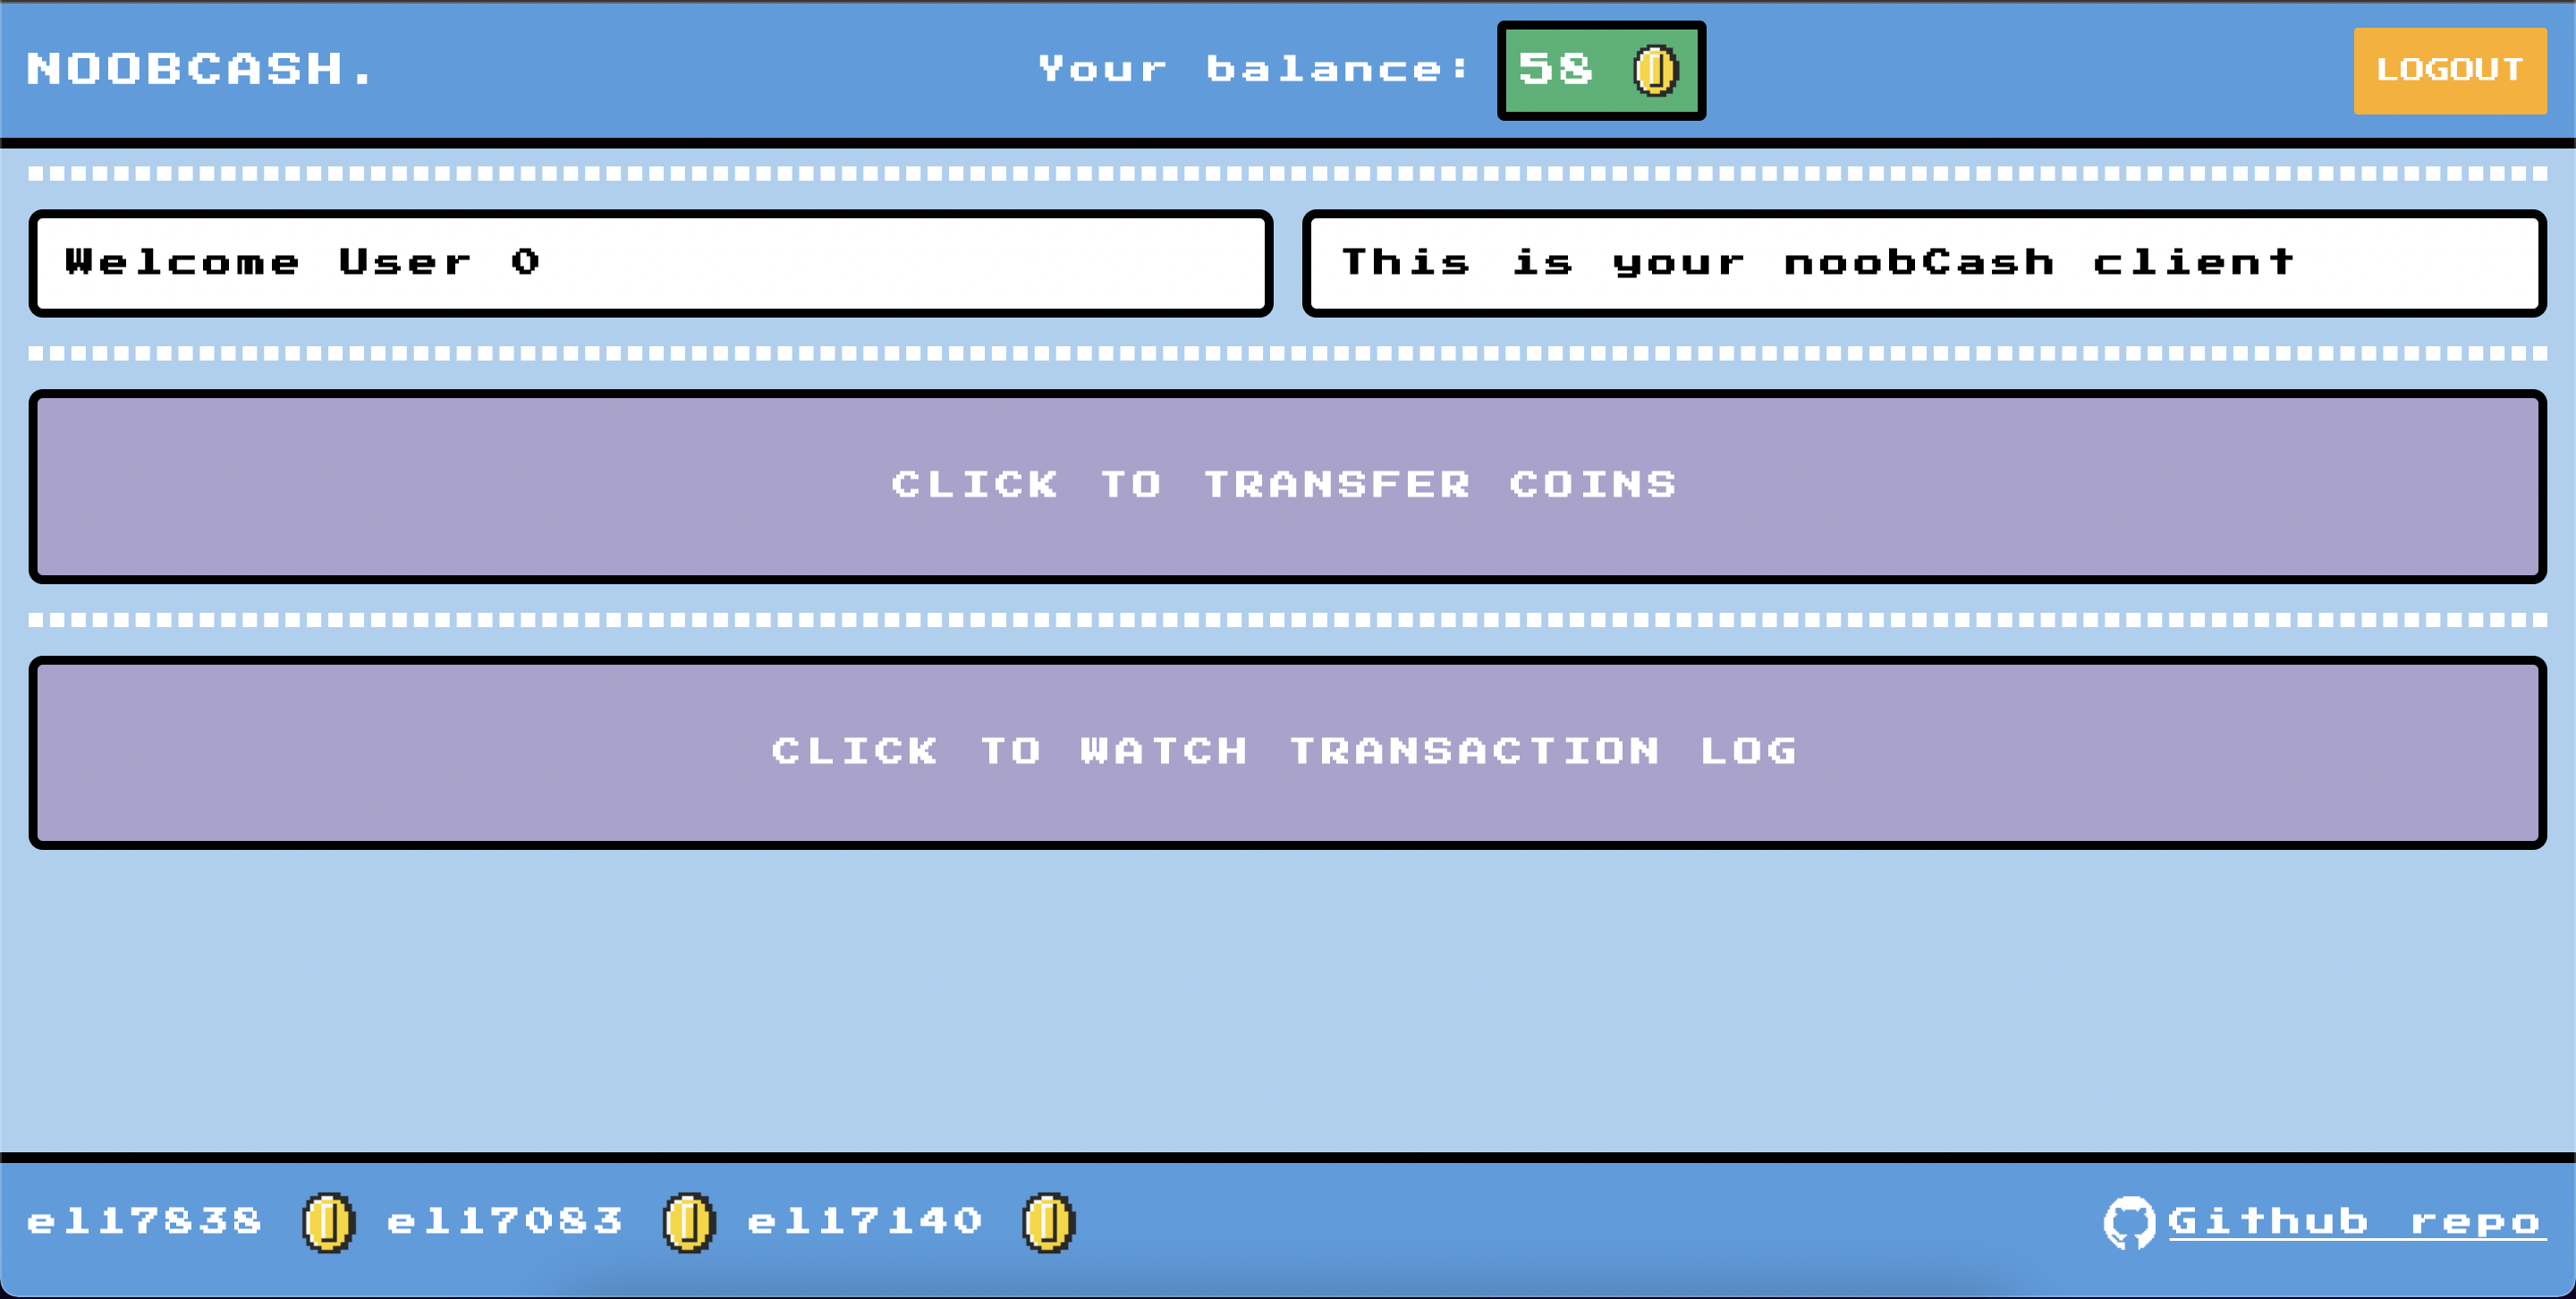 NOOBCASH.
Your balance: 58
LOGOUT
Welcome User 0
This is your noobCash client
CLICK TO TRANSFER COINS
CLICK TO WATCH TRANSACTION LOG
el17838 el17083 el17140
Github repo